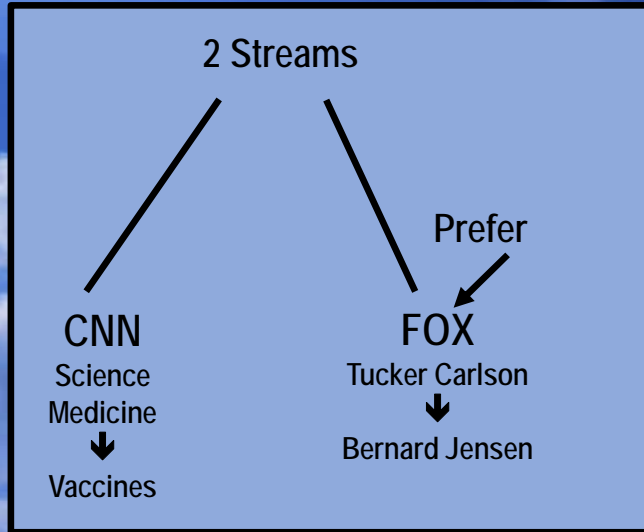 2 Streams
Prefer
CNN
Science
Medicine
Vaccines
FOX
Tucker Carlson
Bernard Jensen